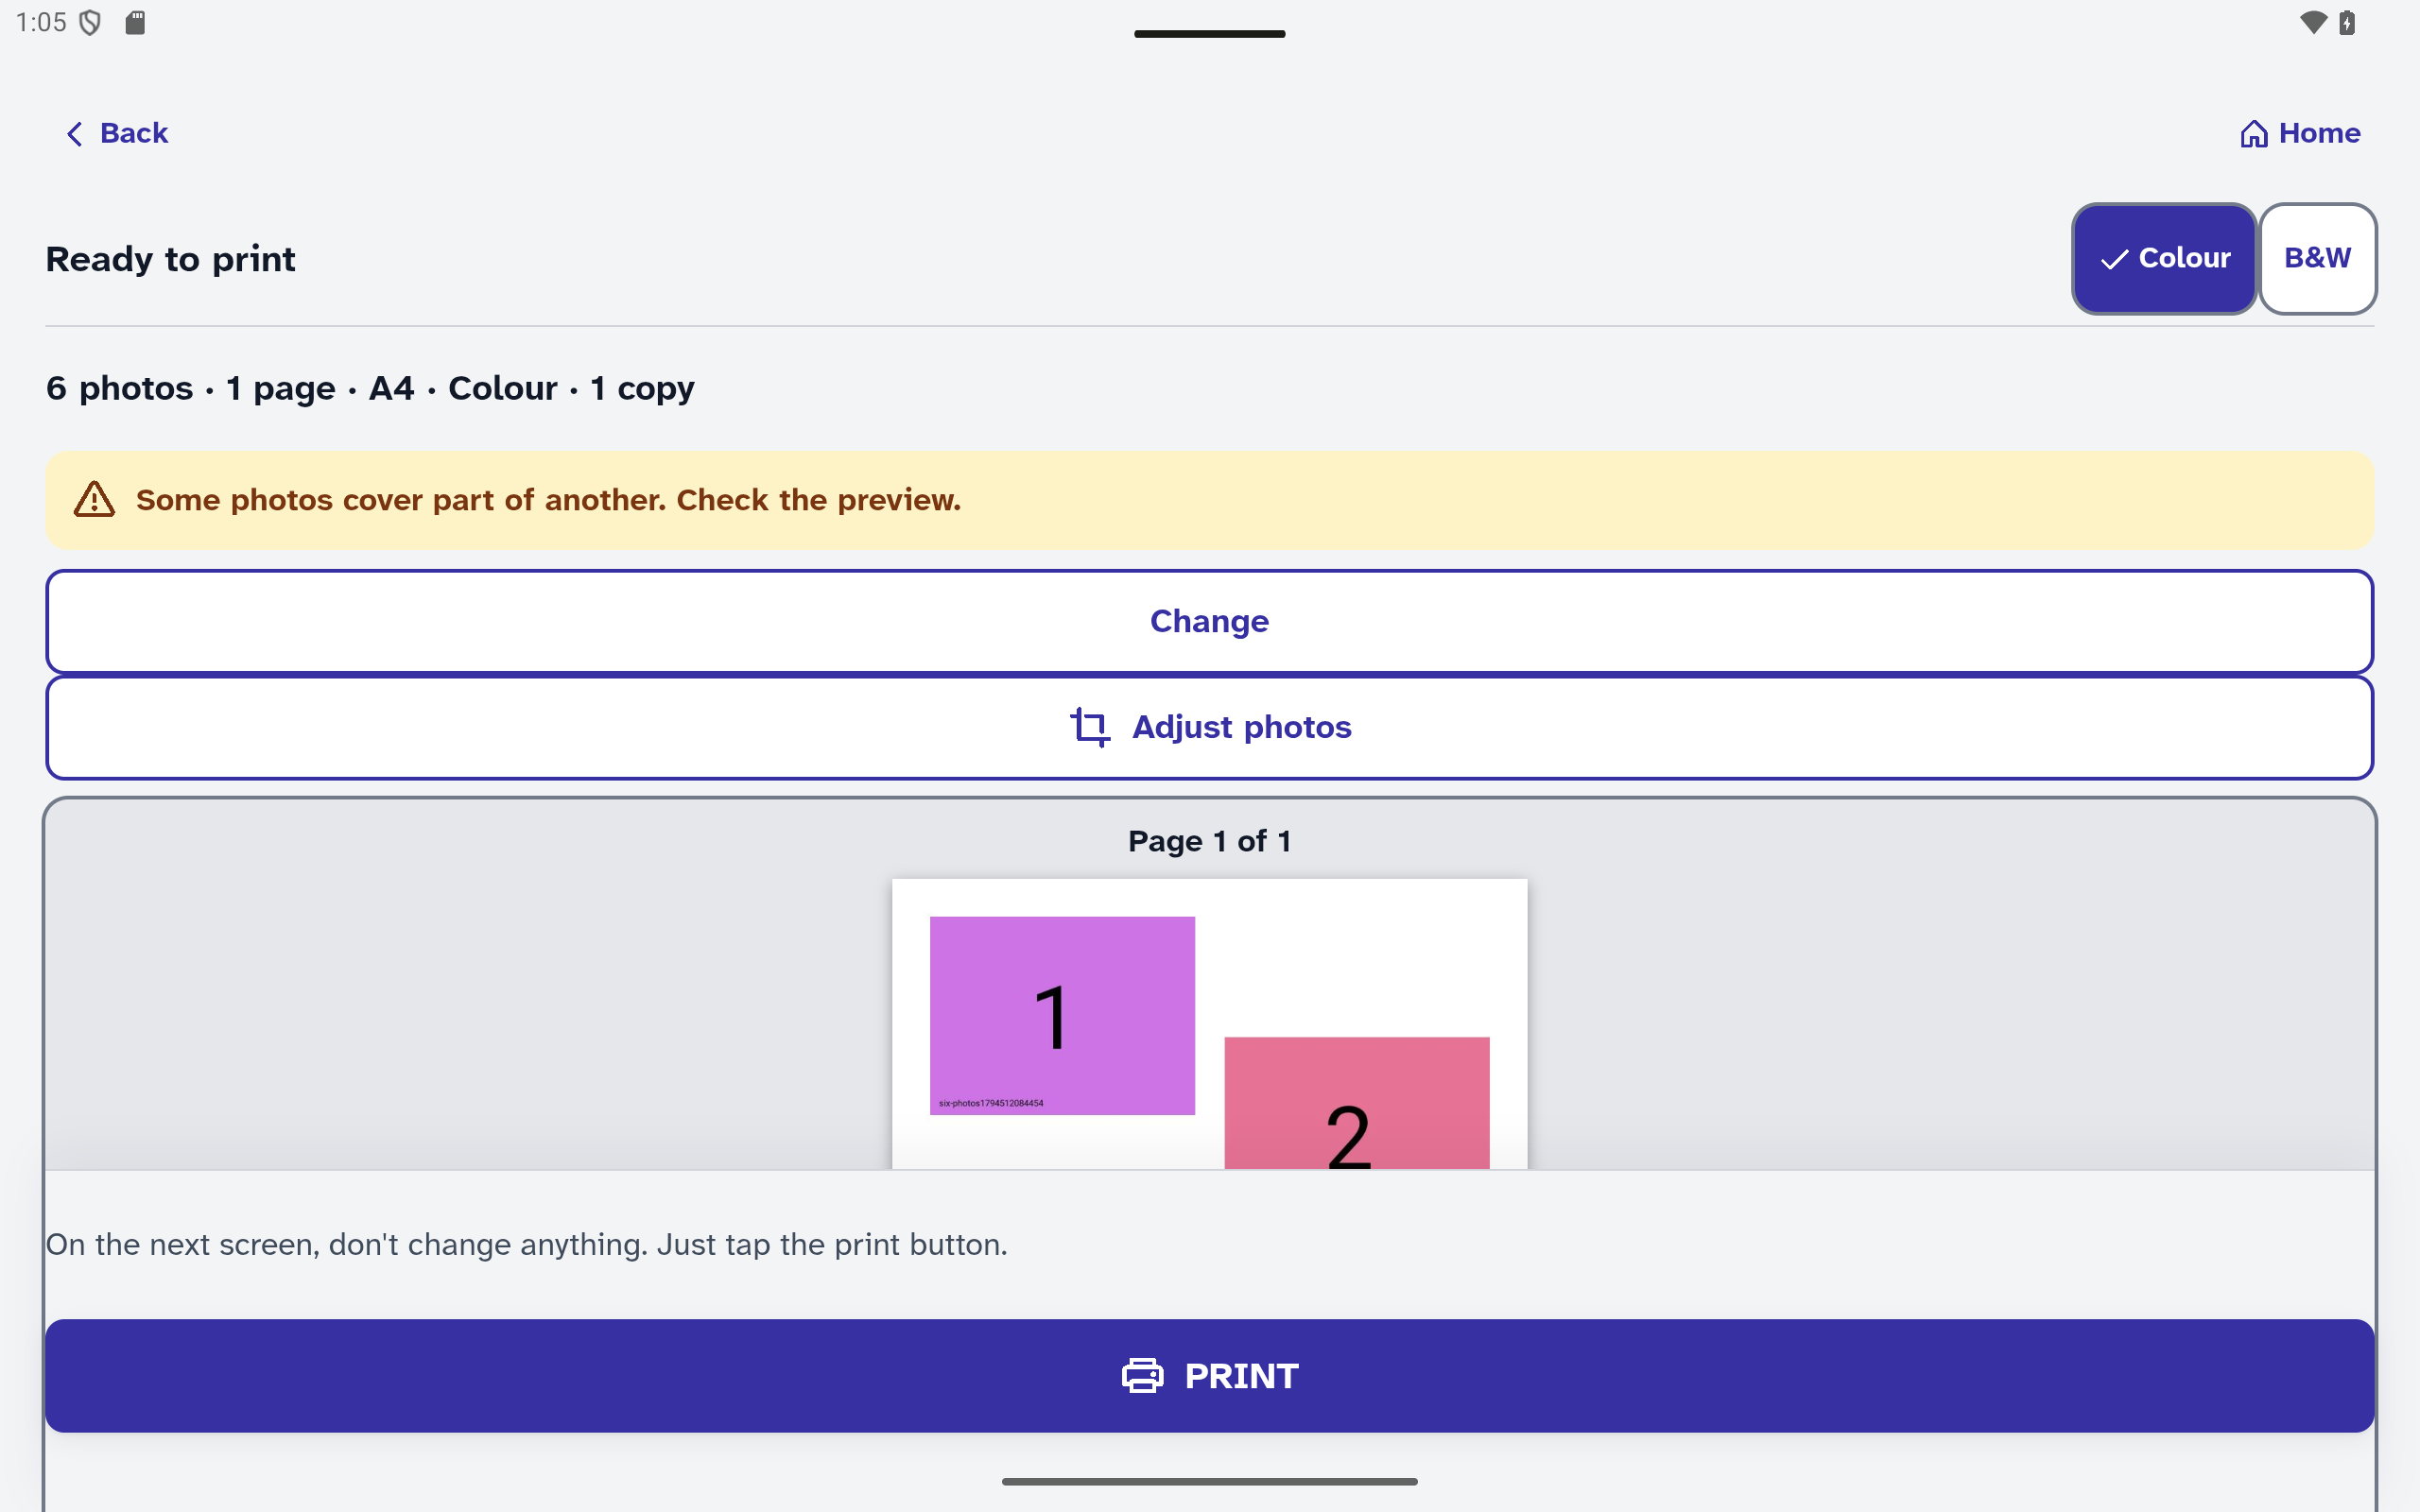 1:05
Back
Home
Ready to print
Colour
B&W
6 photos · 1 page · A4 · Colour · 1 copy
Some photos cover part of another. Check the preview.
Change
Adjust photos
Page 1 of 1
1
six-photos1794512084454
2
On the next screen, don't change anything. Just tap the print button.
PRINT